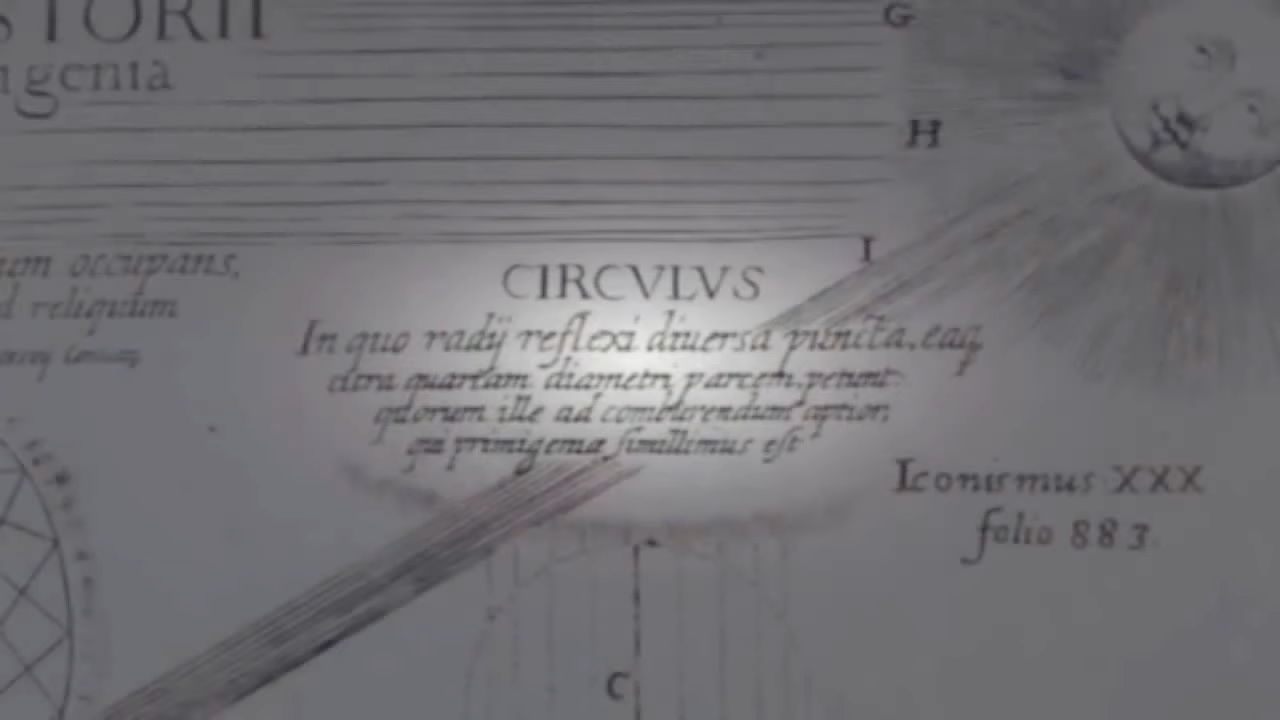 STORII
igenia
G
H
I
um occupans,
d reliquum
CIRCVLVS
In quo radij reflexi diuersa puncta, eaq
citra quartam diametri partem, petunt
quorum ille ad comburendum aptior,
qui primigeniæ simillimus est
Iconismus XXX
folio 883.
C